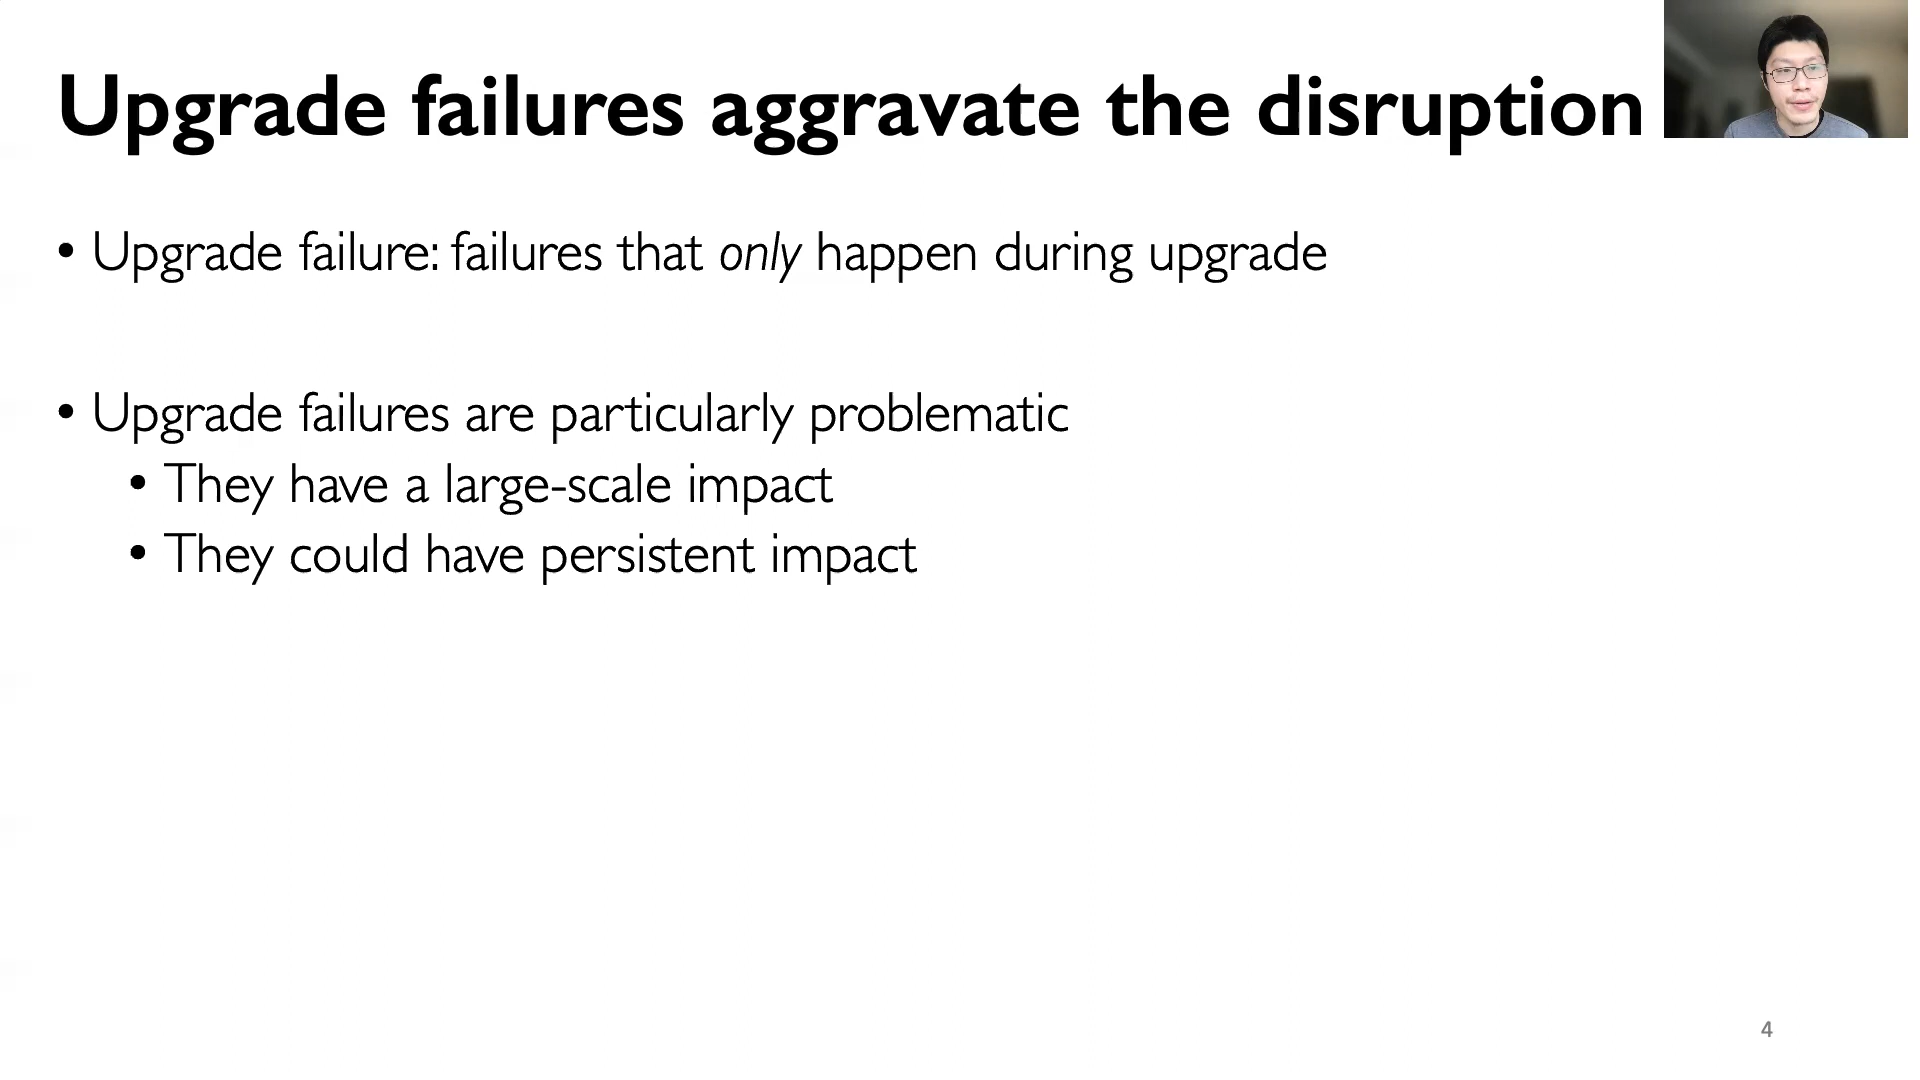 Upgrade failures aggravate the disruption
• Upgrade failure: failures that only happen during upgrade
• Upgrade failures are particularly problematic
• They have a large-scale impact
• They could have persistent impact
4